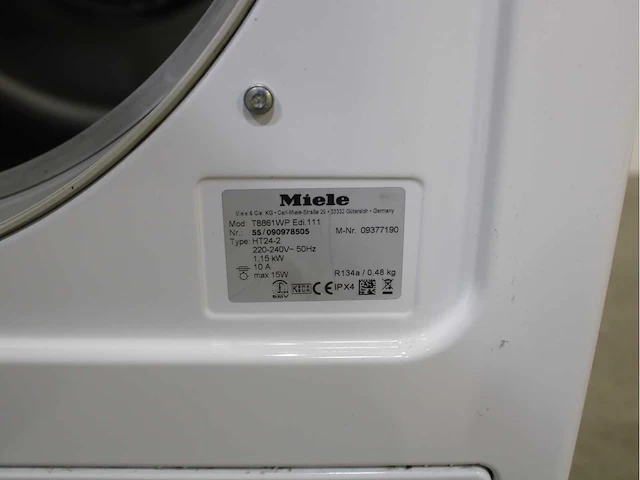 Miele
Miele & Cie. KG • Carl-Miele-Straße 29 • 33332 Gütersloh • Germany
Mod: T8861WP Edi.111
Nr.: 55/090978505 M-Nr. 09377190
Type: HT24-2
220-240V~ 50Hz
1,15 kW
10 A
max 15W R134a / 0.48 kg
CE IPX4